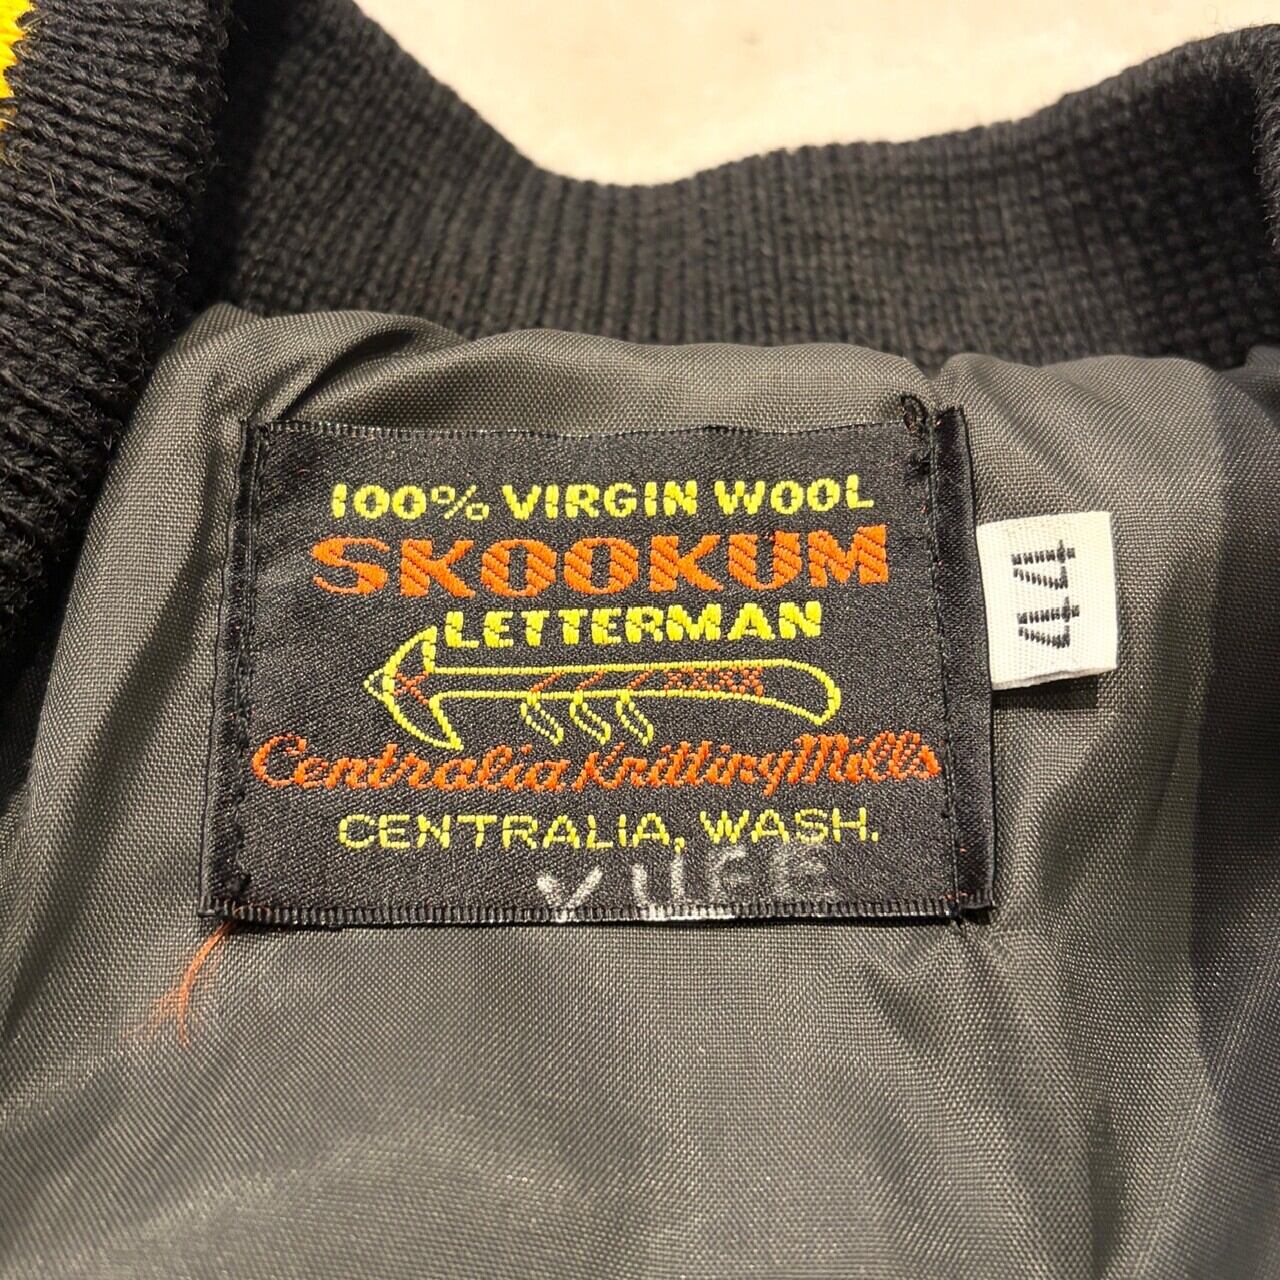 100% VIRGIN WOOL
SKOOKUM
LETTERMAN
Centralia Knitting Mills
CENTRALIA, WASH.
44